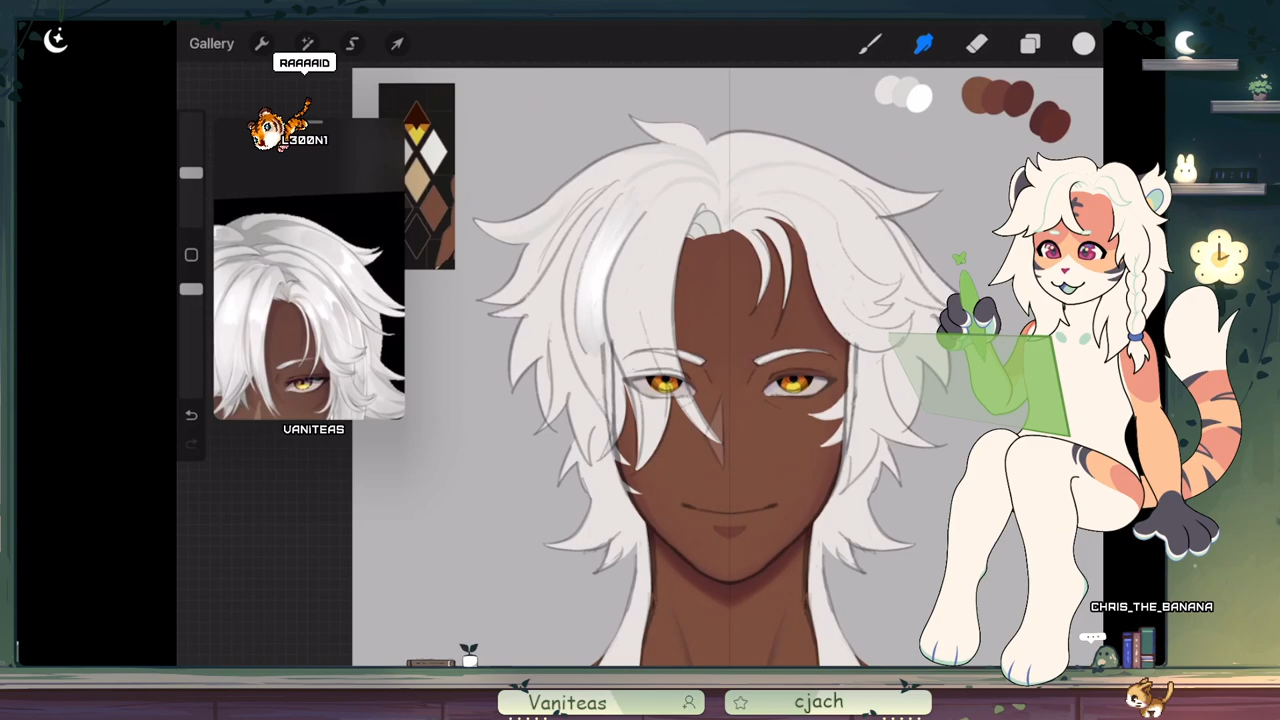 Gallery
RAAAAID
L300N1
VANITEAS
CHRIS_THE_BANANA
Vaniteas
cjach